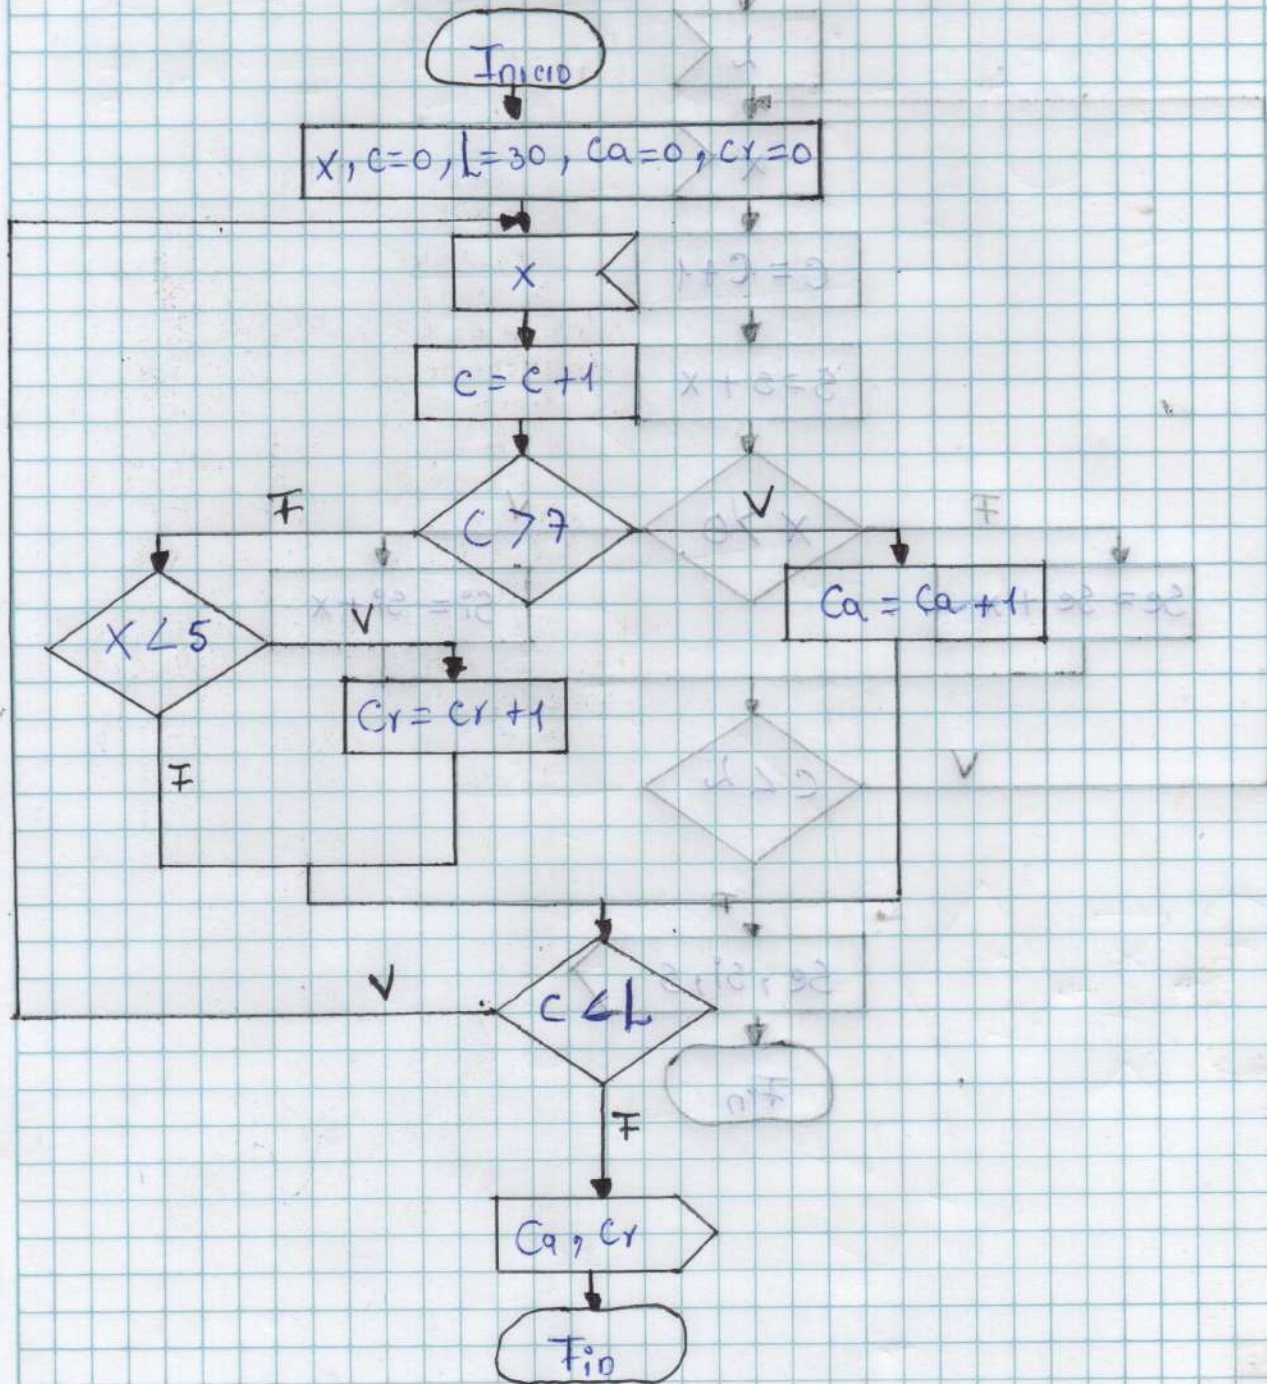 Inicio
x, c=0, L=30, Ca=0, Cr=0
x
c = c+1
F
V
C > 7
Ca = Ca+1
X < 5
V
Cr = Cr+1
F
V
C < L
F
Ca, Cr
Fin